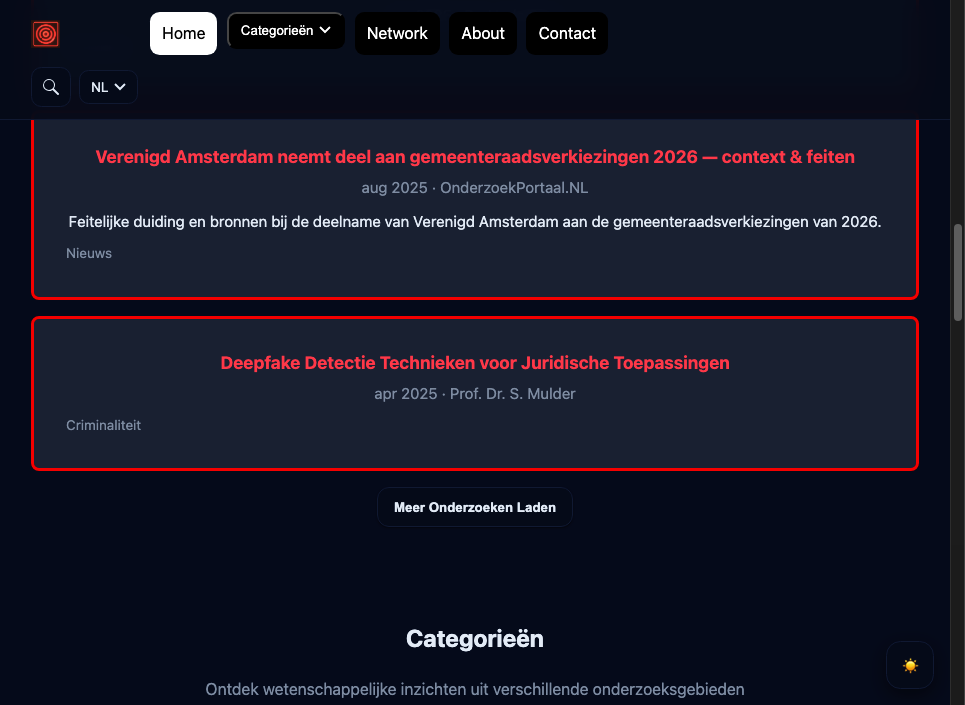 Home
Categorieën
Network
About
Contact
NL
Verenigd Amsterdam neemt deel aan gemeenteraadsverkiezingen 2026 — context & feiten
aug 2025 · OnderzoekPortaal.NL
Feitelijke duiding en bronnen bij de deelname van Verenigd Amsterdam aan de gemeenteraadsverkiezingen van 2026.
Nieuws
Deepfake Detectie Technieken voor Juridische Toepassingen
apr 2025 · Prof. Dr. S. Mulder
Criminaliteit
Meer Onderzoeken Laden
Categorieën
Ontdek wetenschappelijke inzichten uit verschillende onderzoeksgebieden